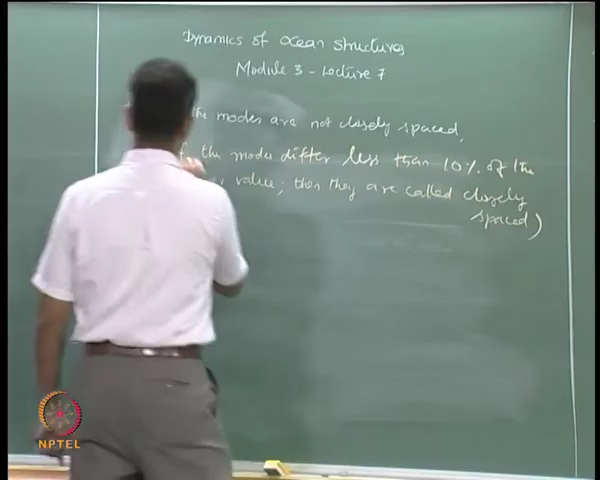 Dynamics of ocean structures
Module 3 - Lecture 7
the modes are not closely spaced,
the modes differ less than 10% of the
value; then they are called closely
spaced)
NPTEL